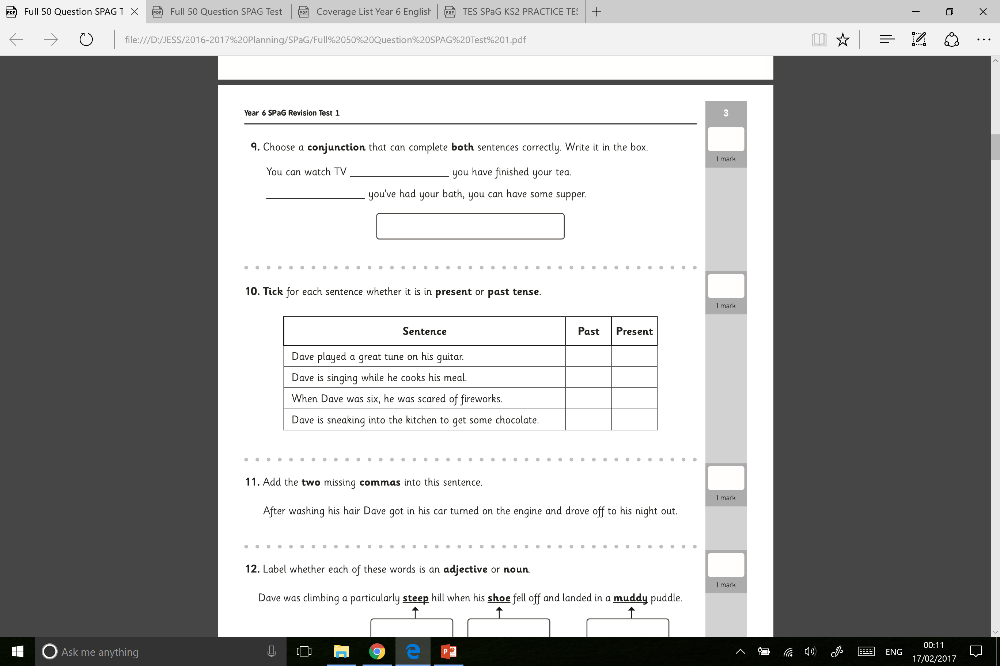 Full 50 Question SPAG T
Full 50 Question SPAG Test
Coverage List Year 6 English
TES SPaG KS2 PRACTICE TES
file:///D:/JESS/2016-2017%20Planning/SPaG/Full%2050%20Question%20SPAG%20Test%201.pdf
Year 6 SPaG Revision Test 1
3
9. Choose a conjunction that can complete both sentences correctly. Write it in the box.
1 mark
You can watch TV ________________ you have finished your tea.
________________ you've had your bath, you can have some supper.
10. Tick for each sentence whether it is in present or past tense.
1 mark
Sentence Past Present
Dave played a great tune on his guitar.
Dave is singing while he cooks his meal.
When Dave was six, he was scared of fireworks.
Dave is sneaking into the kitchen to get some chocolate.
11. Add the two missing commas into this sentence.
1 mark
After washing his hair Dave got in his car turned on the engine and drove off to his night out.
12. Label whether each of these words is an adjective or noun.
1 mark
Dave was climbing a particularly steep hill when his shoe fell off and landed in a muddy puddle.
Ask me anything
ENG
00:11
17/02/2017